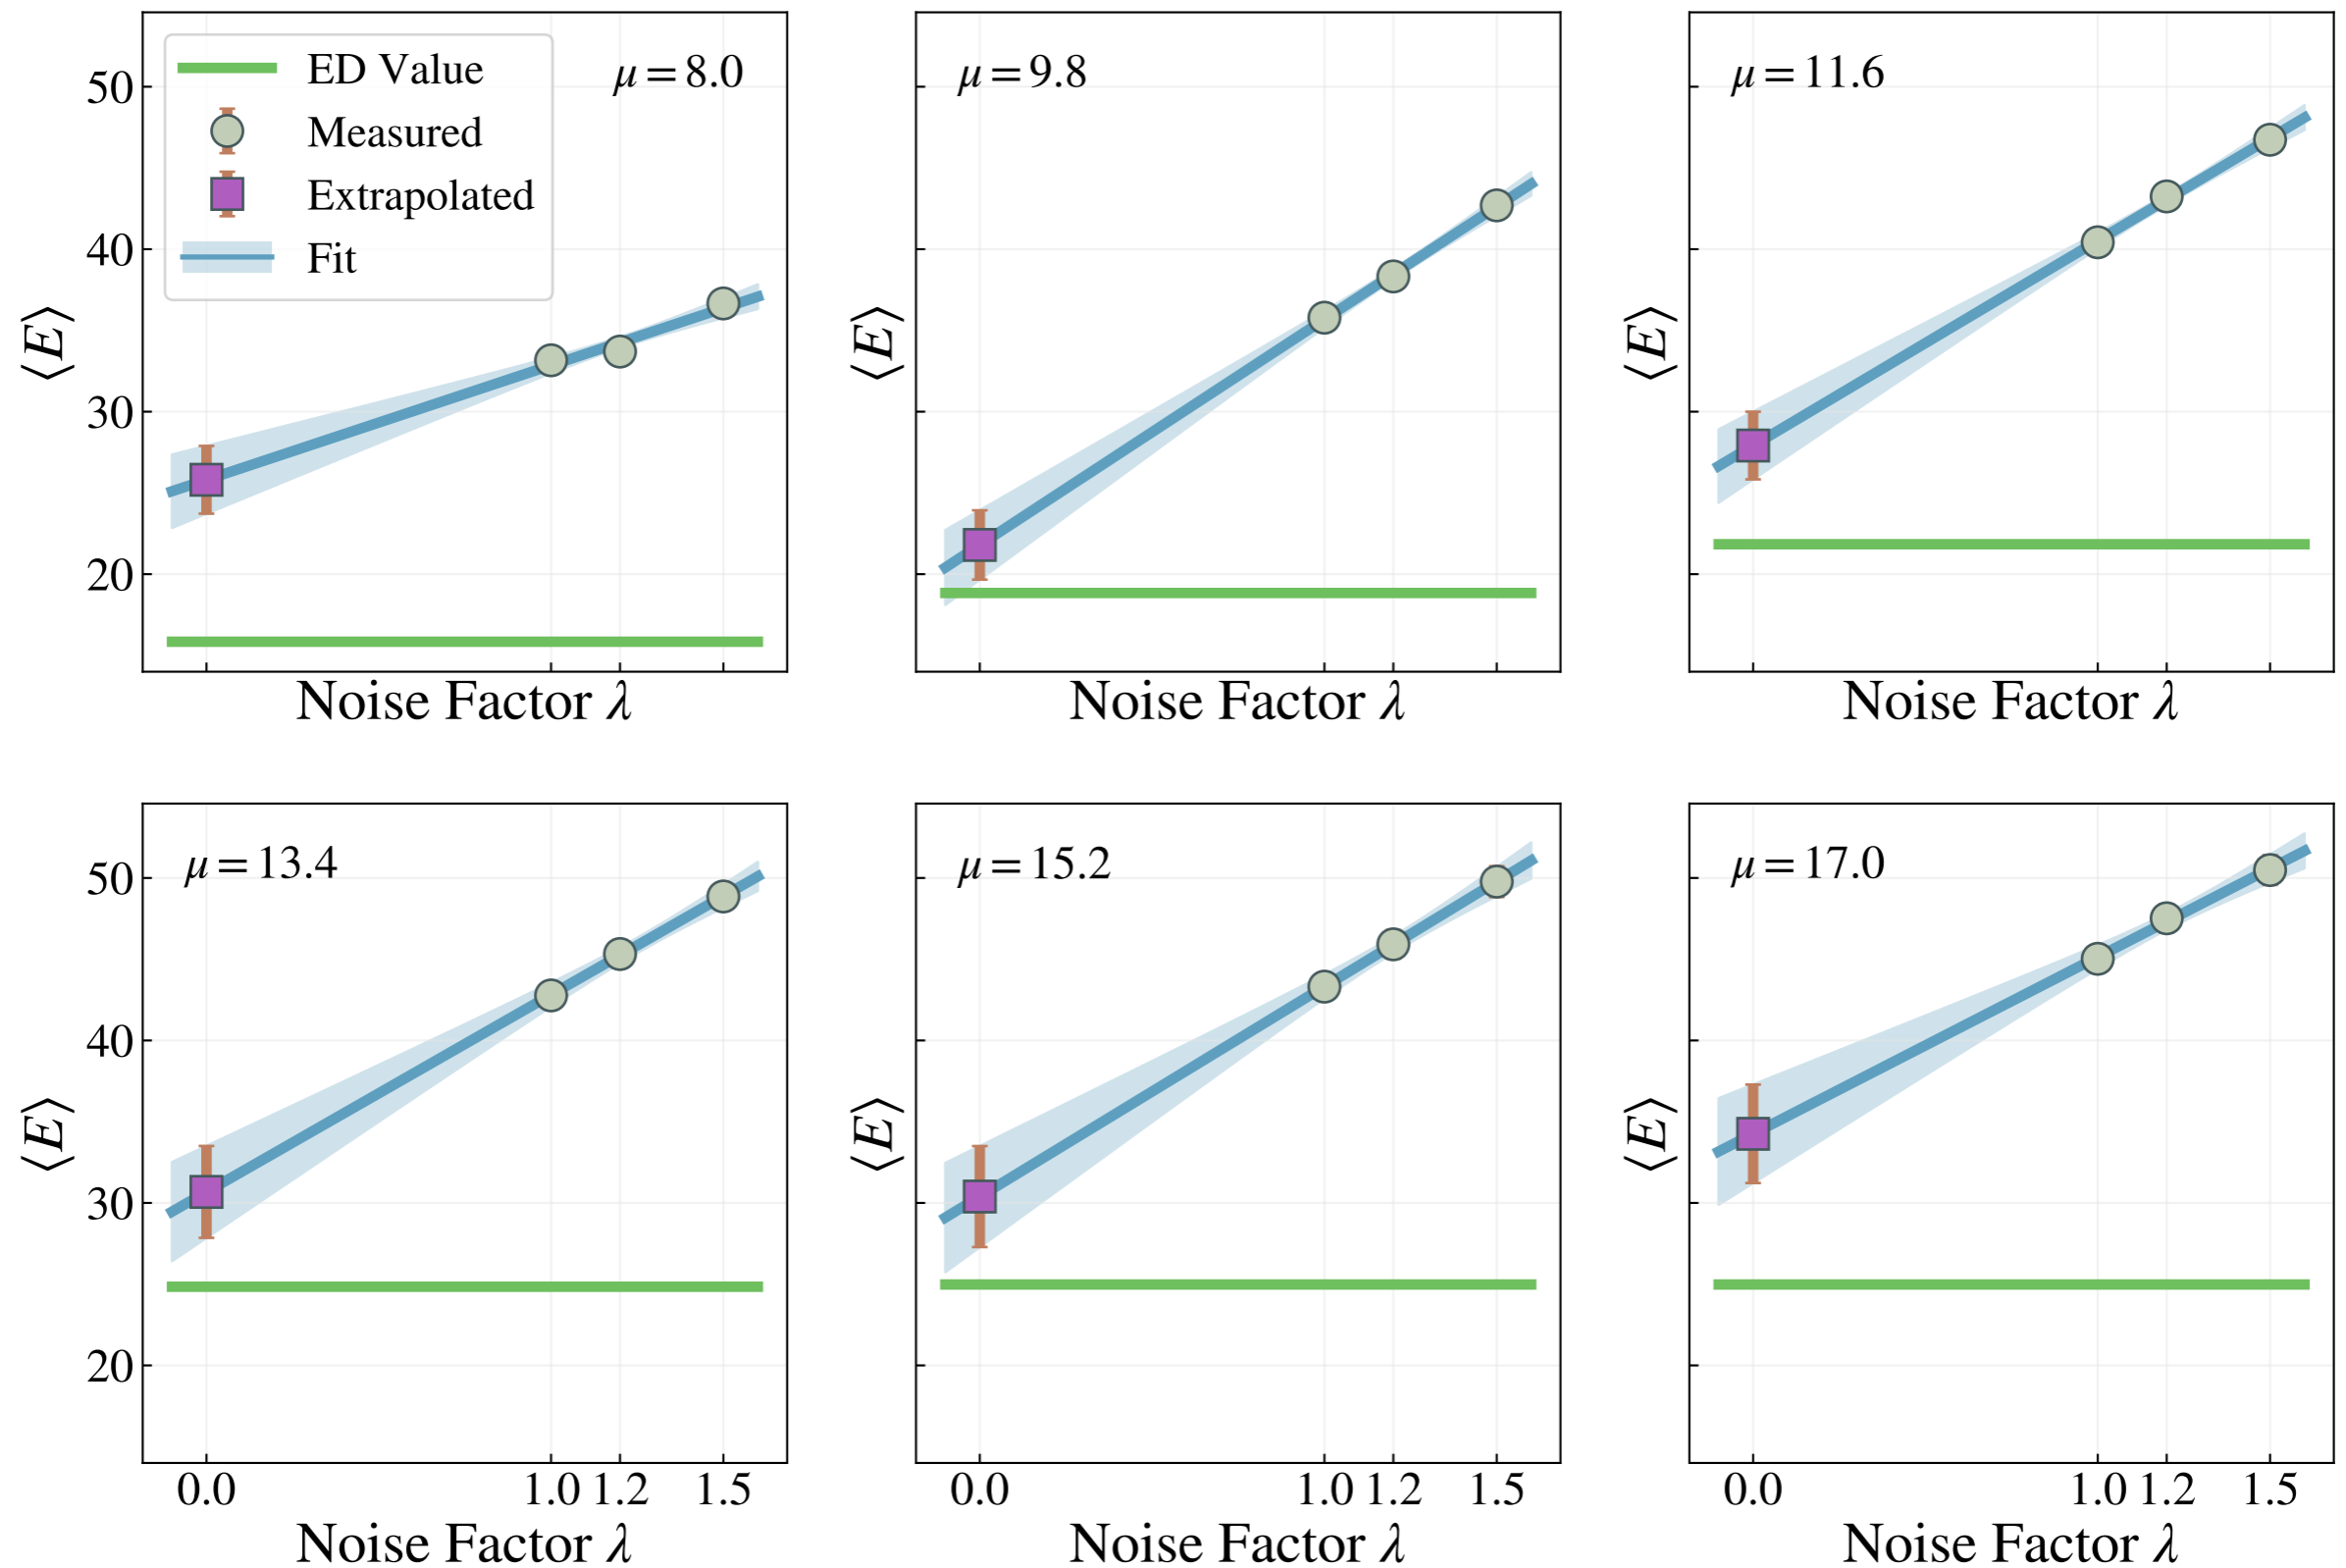 ED Value
Measured
Extrapolated
Fit
μ = 8.0
50
40
30
20
⟨E⟩
Noise Factor λ
μ = 9.8
⟨E⟩
Noise Factor λ
μ = 11.6
⟨E⟩
Noise Factor λ
μ = 13.4
50
40
30
20
⟨E⟩
0.0 1.0 1.2 1.5
Noise Factor λ
μ = 15.2
⟨E⟩
0.0 1.0 1.2 1.5
Noise Factor λ
μ = 17.0
⟨E⟩
0.0 1.0 1.2 1.5
Noise Factor λ